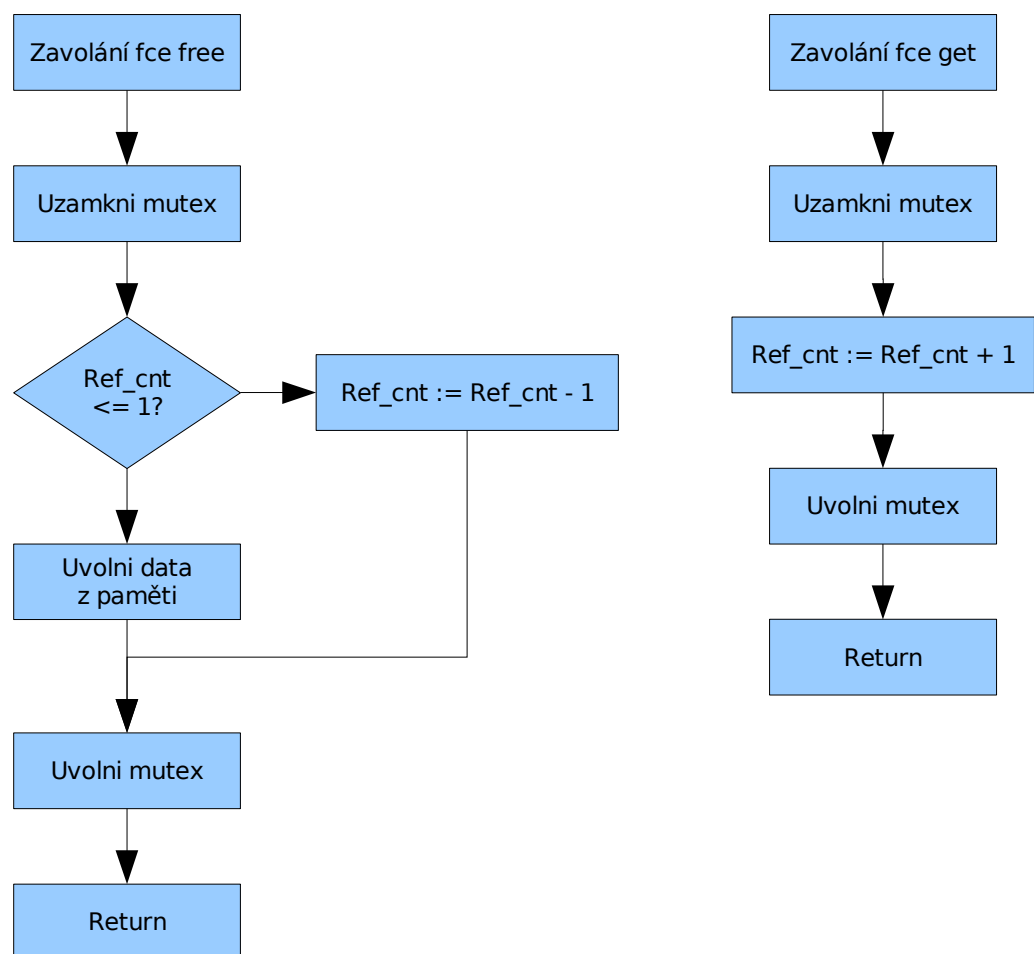 Zavolání fce free
Uzamkni mutex
Ref_cnt
<= 1?
Ref_cnt := Ref_cnt - 1
Uvolni data
z paměti
Uvolni mutex
Return
Zavolání fce get
Uzamkni mutex
Ref_cnt := Ref_cnt + 1
Uvolni mutex
Return